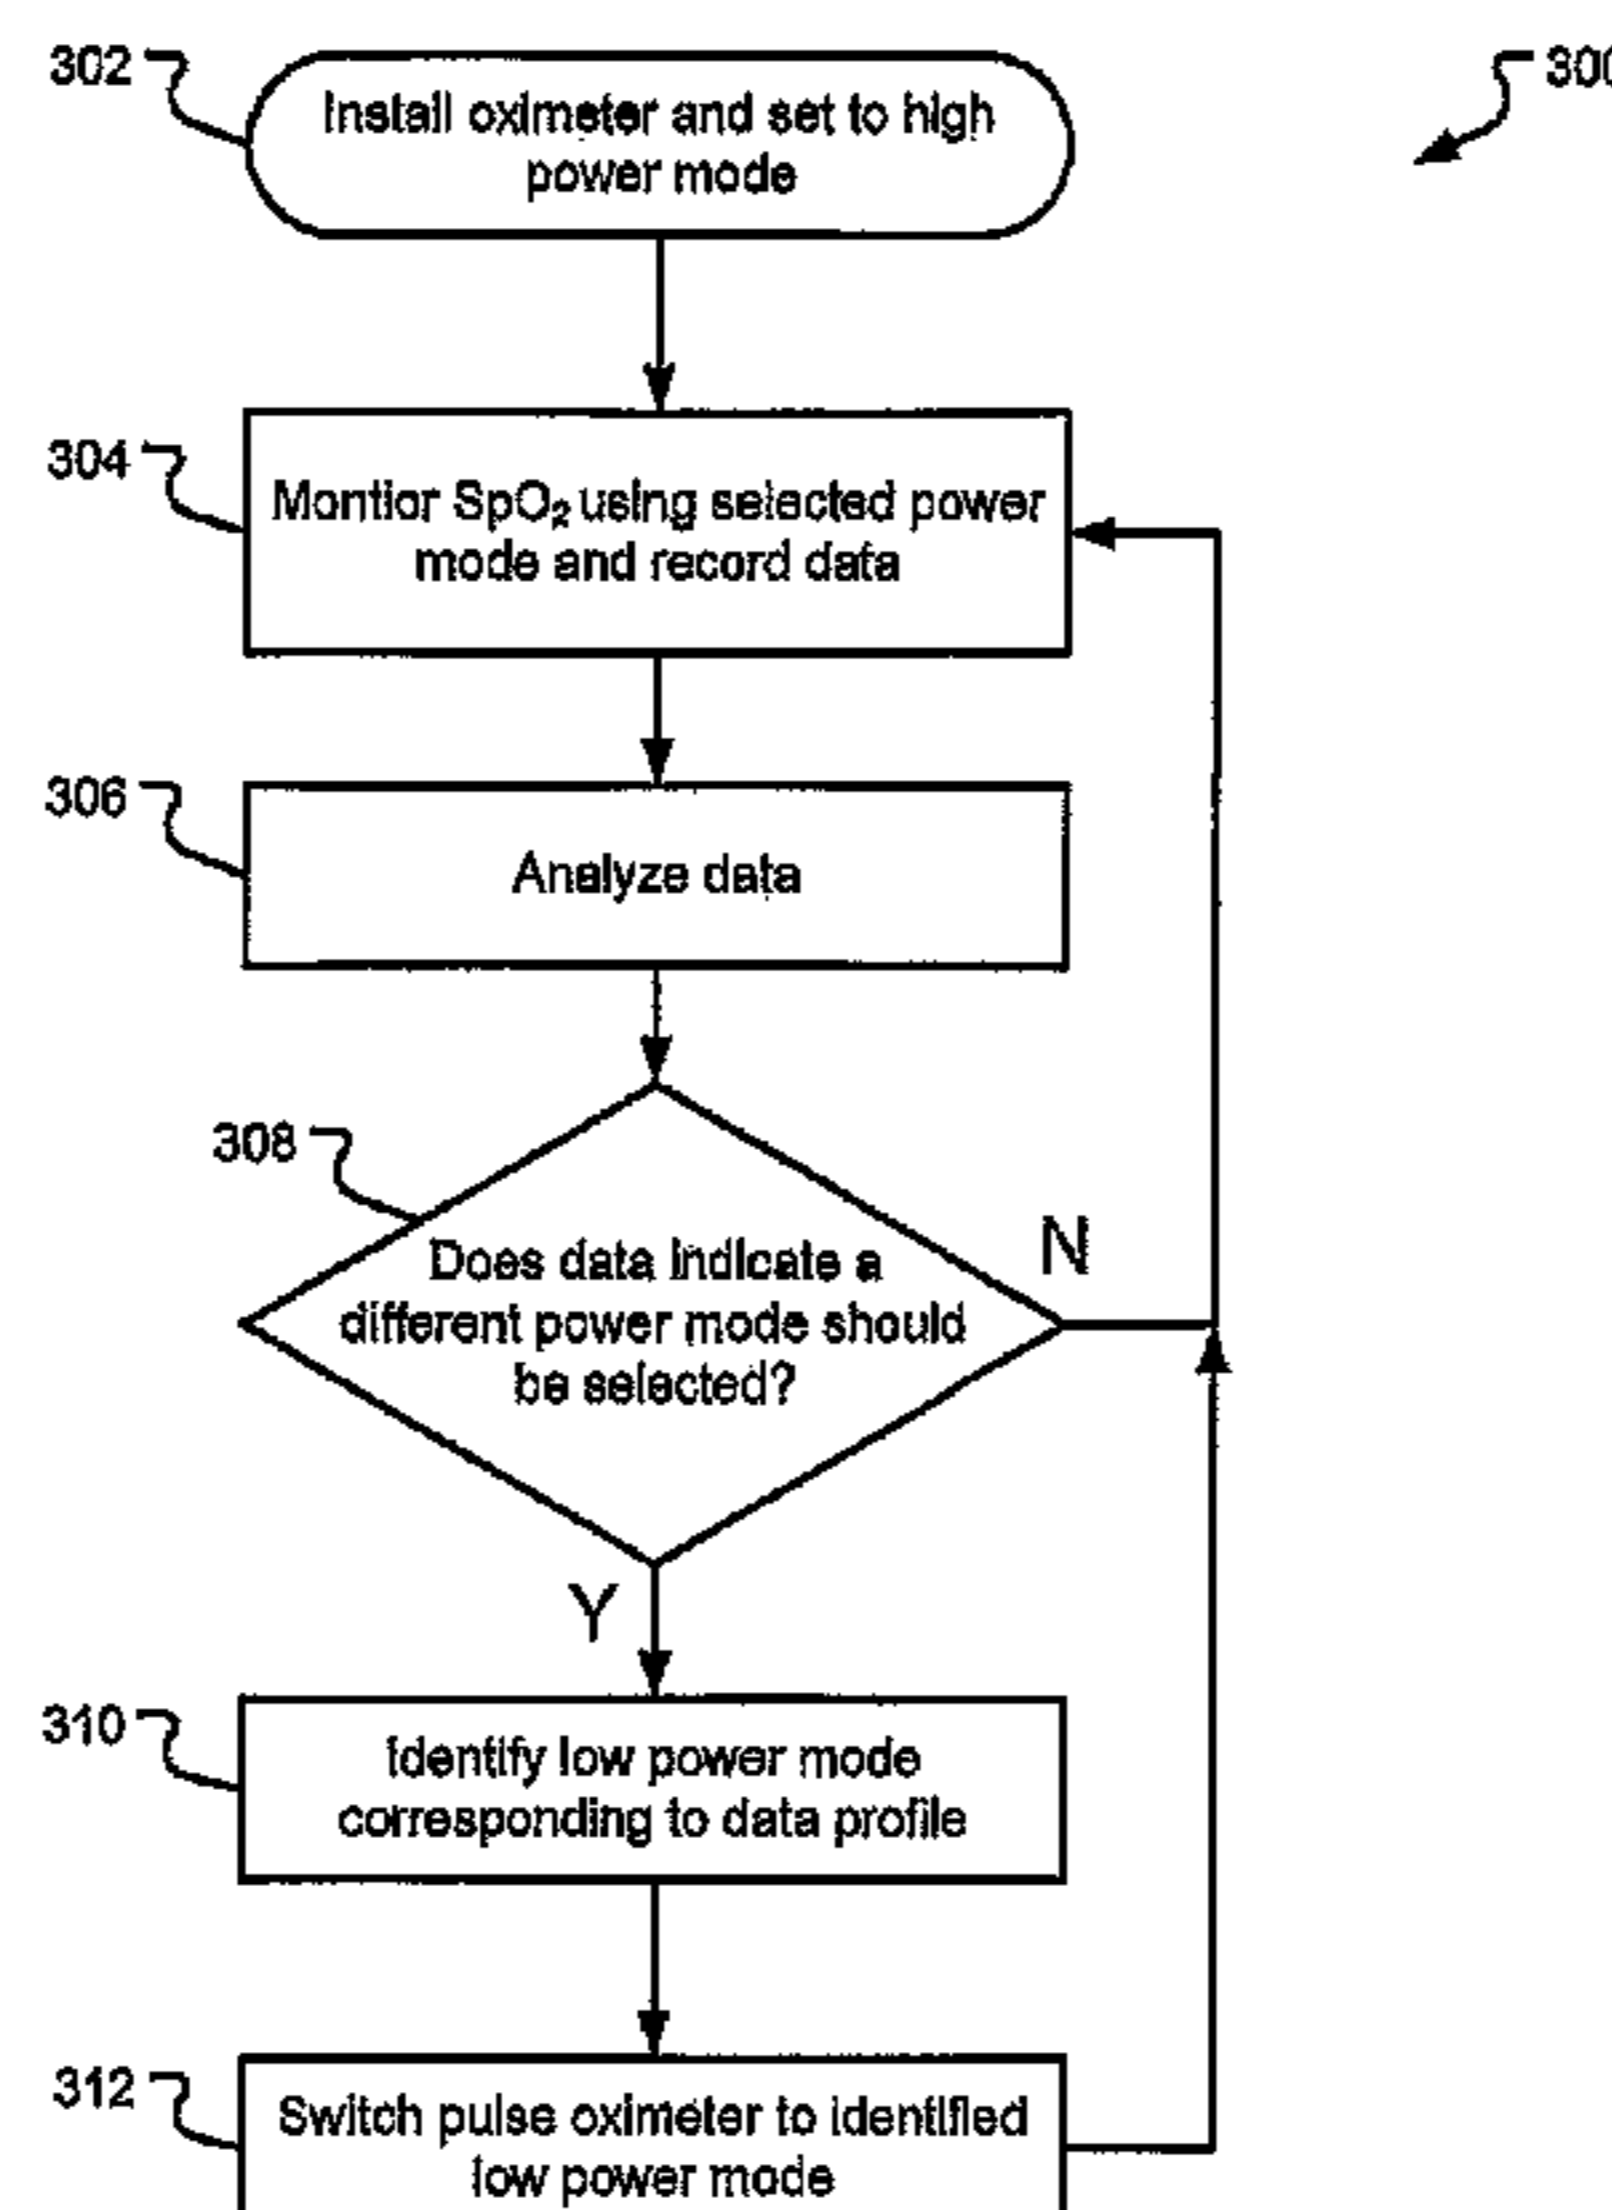 302
Install oximeter and set to high
power mode
300
304
Montior SpO₂ using selected power
mode and record data
306
Analyze data
308
Does data indicate a
different power mode should
be selected?
N
Y
310
Identify low power mode
corresponding to data profile
312
Switch pulse oximeter to identified
low power mode